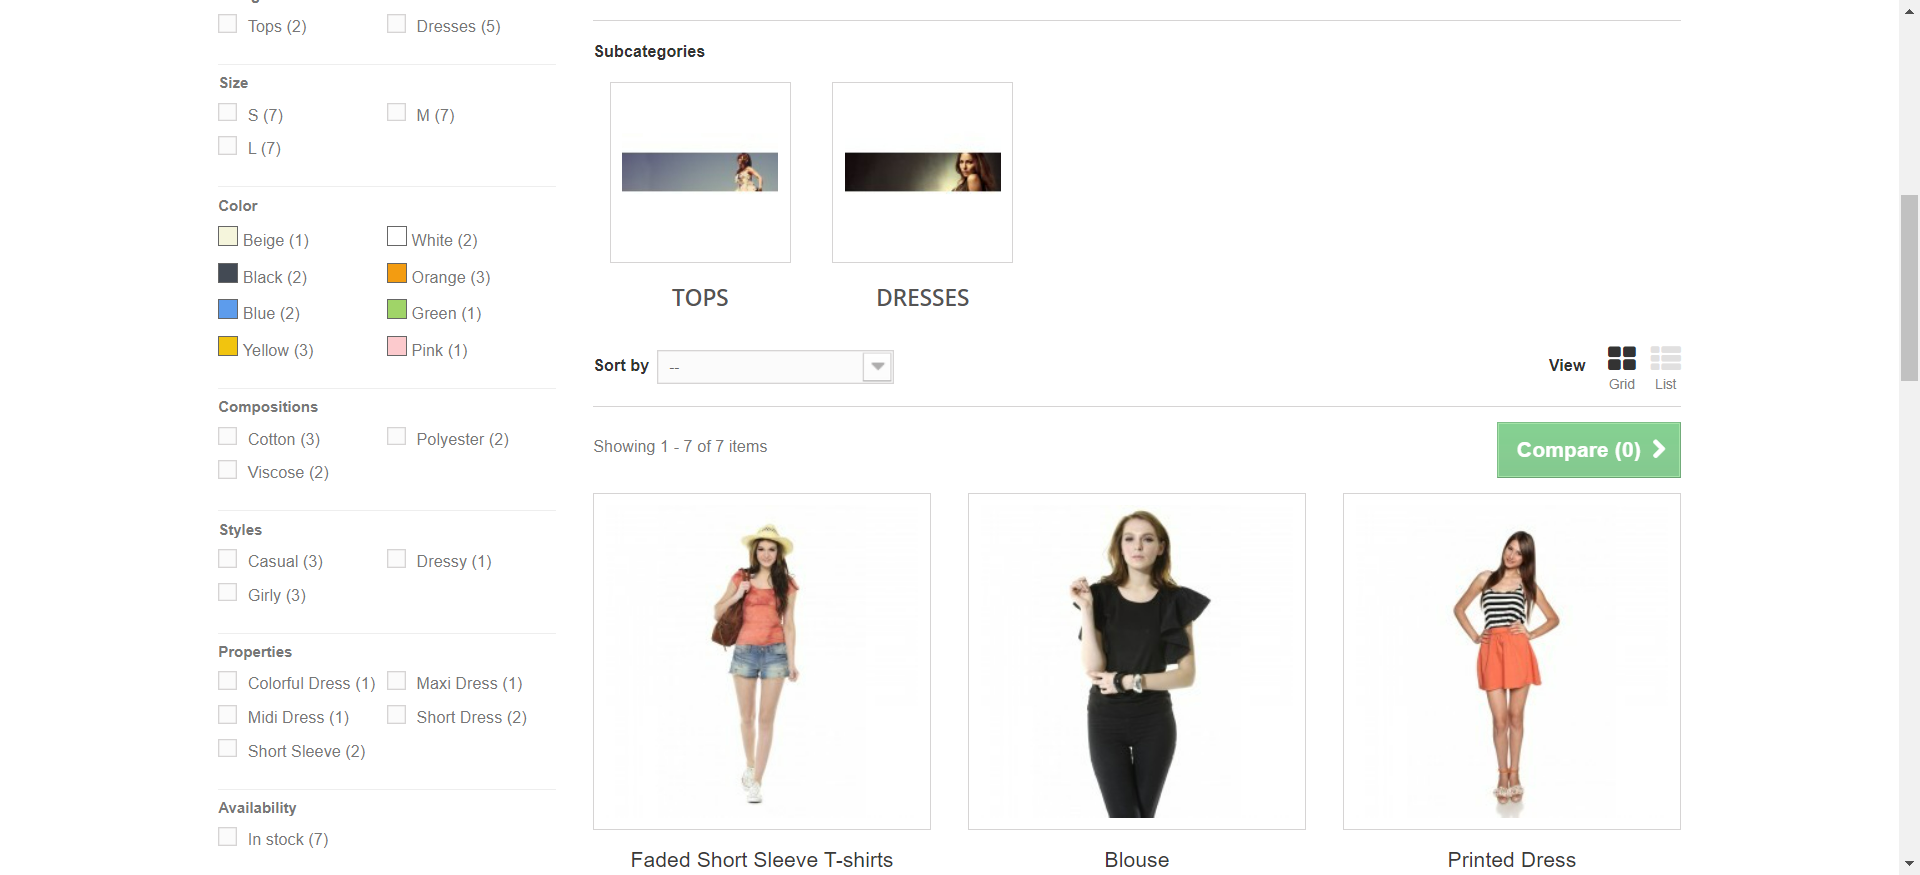 Tops (2)
Dresses (5)
Size
S (7)
M (7)
L (7)
Color
Beige (1)
White (2)
Black (2)
Orange (3)
Blue (2)
Green (1)
Yellow (3)
Pink (1)
Compositions
Cotton (3)
Polyester (2)
Viscose (2)
Styles
Casual (3)
Dressy (1)
Girly (3)
Properties
Colorful Dress (1)
Maxi Dress (1)
Midi Dress (1)
Short Dress (2)
Short Sleeve (2)
Availability
In stock (7)
Subcategories
TOPS
DRESSES
Sort by
--
View
Grid
List
Showing 1 - 7 of 7 items
Compare (0)
Faded Short Sleeve T-shirts
Blouse
Printed Dress